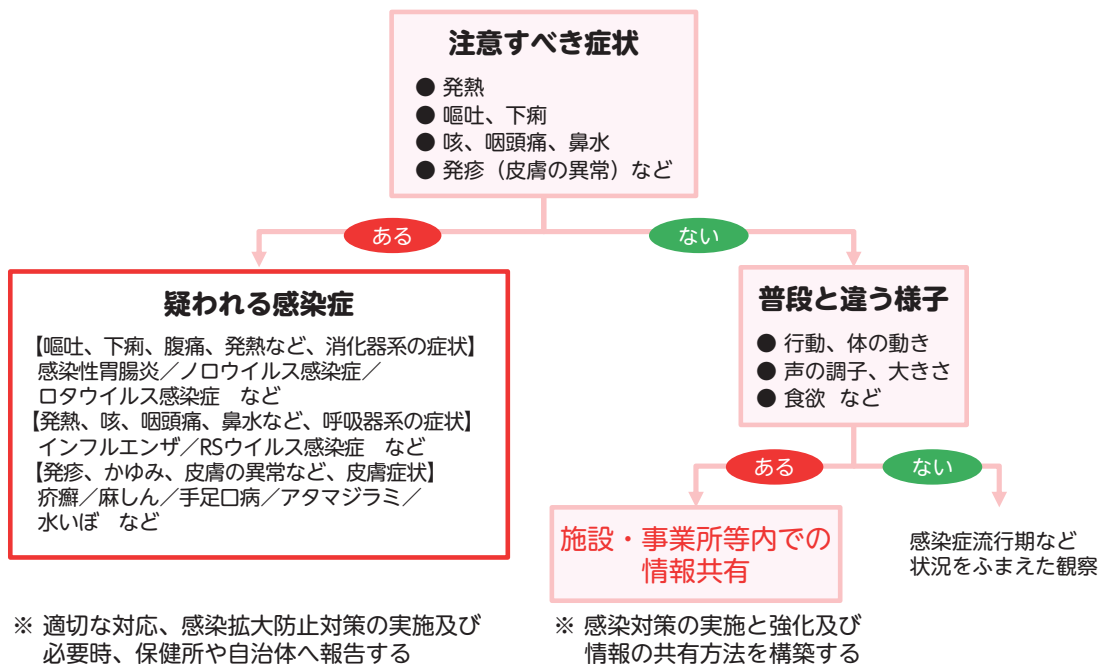 注意すべき症状
● 発熱
● 嘔吐、下痢
● 咳、咽頭痛、鼻水
● 発疹（皮膚の異常）など
ある
ない
疑われる感染症
【嘔吐、下痢、腹痛、発熱など、消化器系の症状】
感染性胃腸炎／ノロウイルス感染症／
ロタウイルス感染症　など
【発熱、咳、咽頭痛、鼻水など、呼吸器系の症状】
インフルエンザ／RSウイルス感染症　など
【発疹、かゆみ、皮膚の異常など、皮膚症状】
疥癬／麻しん／手足口病／アタマジラミ／
水いぼ　など
※ 適切な対応、感染拡大防止対策の実施及び
必要時、保健所や自治体へ報告する
普段と違う様子
● 行動、体の動き
● 声の調子、大きさ
● 食欲 など
ある
ない
施設・事業所等内での
情報共有
※ 感染対策の実施と強化及び
情報の共有方法を構築する
感染症流行期など
状況をふまえた観察